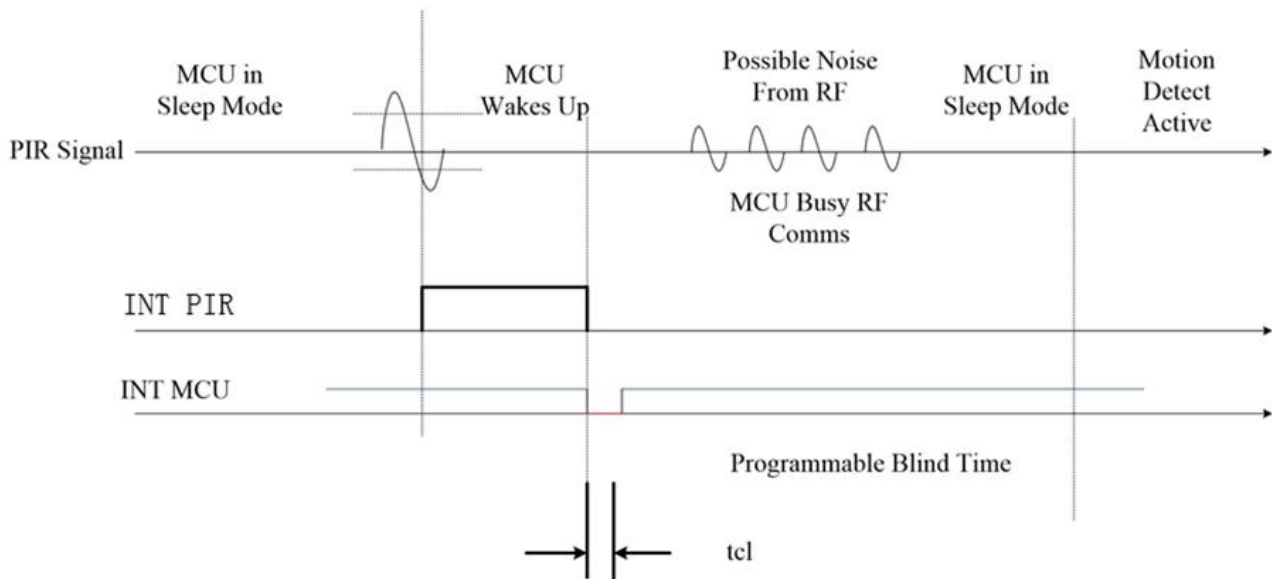 MCU in
Sleep Mode
MCU
Wakes Up
Possible Noise
From RF
MCU in
Sleep Mode
Motion
Detect
Active
PIR Signal
MCU Busy RF
Comms
INT PIR
INT MCU
Programmable Blind Time
tcl